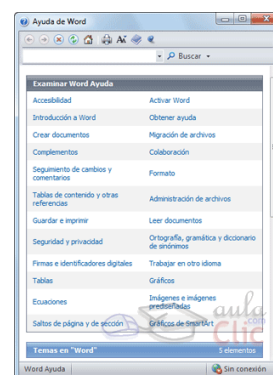 Ayuda de Word
Buscar
Examinar Word Ayuda
Accesibilidad
Activar Word
Introducción a Word
Obtener ayuda
Crear documentos
Migración de archivos
Complementos
Colaboración
Seguimiento de cambios y
comentarios
Formato
Tablas de contenido y otras
referencias
Administración de archivos
Guardar e imprimir
Leer documentos
Seguridad y privacidad
Ortografía, gramática y diccionario
de sinónimos
Firmas e identificadores digitales
Trabajar en otro idioma
Tablas
Gráficos
Ecuaciones
Imágenes e imágenes
prediseñadas
Saltos de página y de sección
Gráficos de SmartArt
aula
.com
Clic
Temas en "Word"
5 elementos
Word Ayuda
Sin conexión